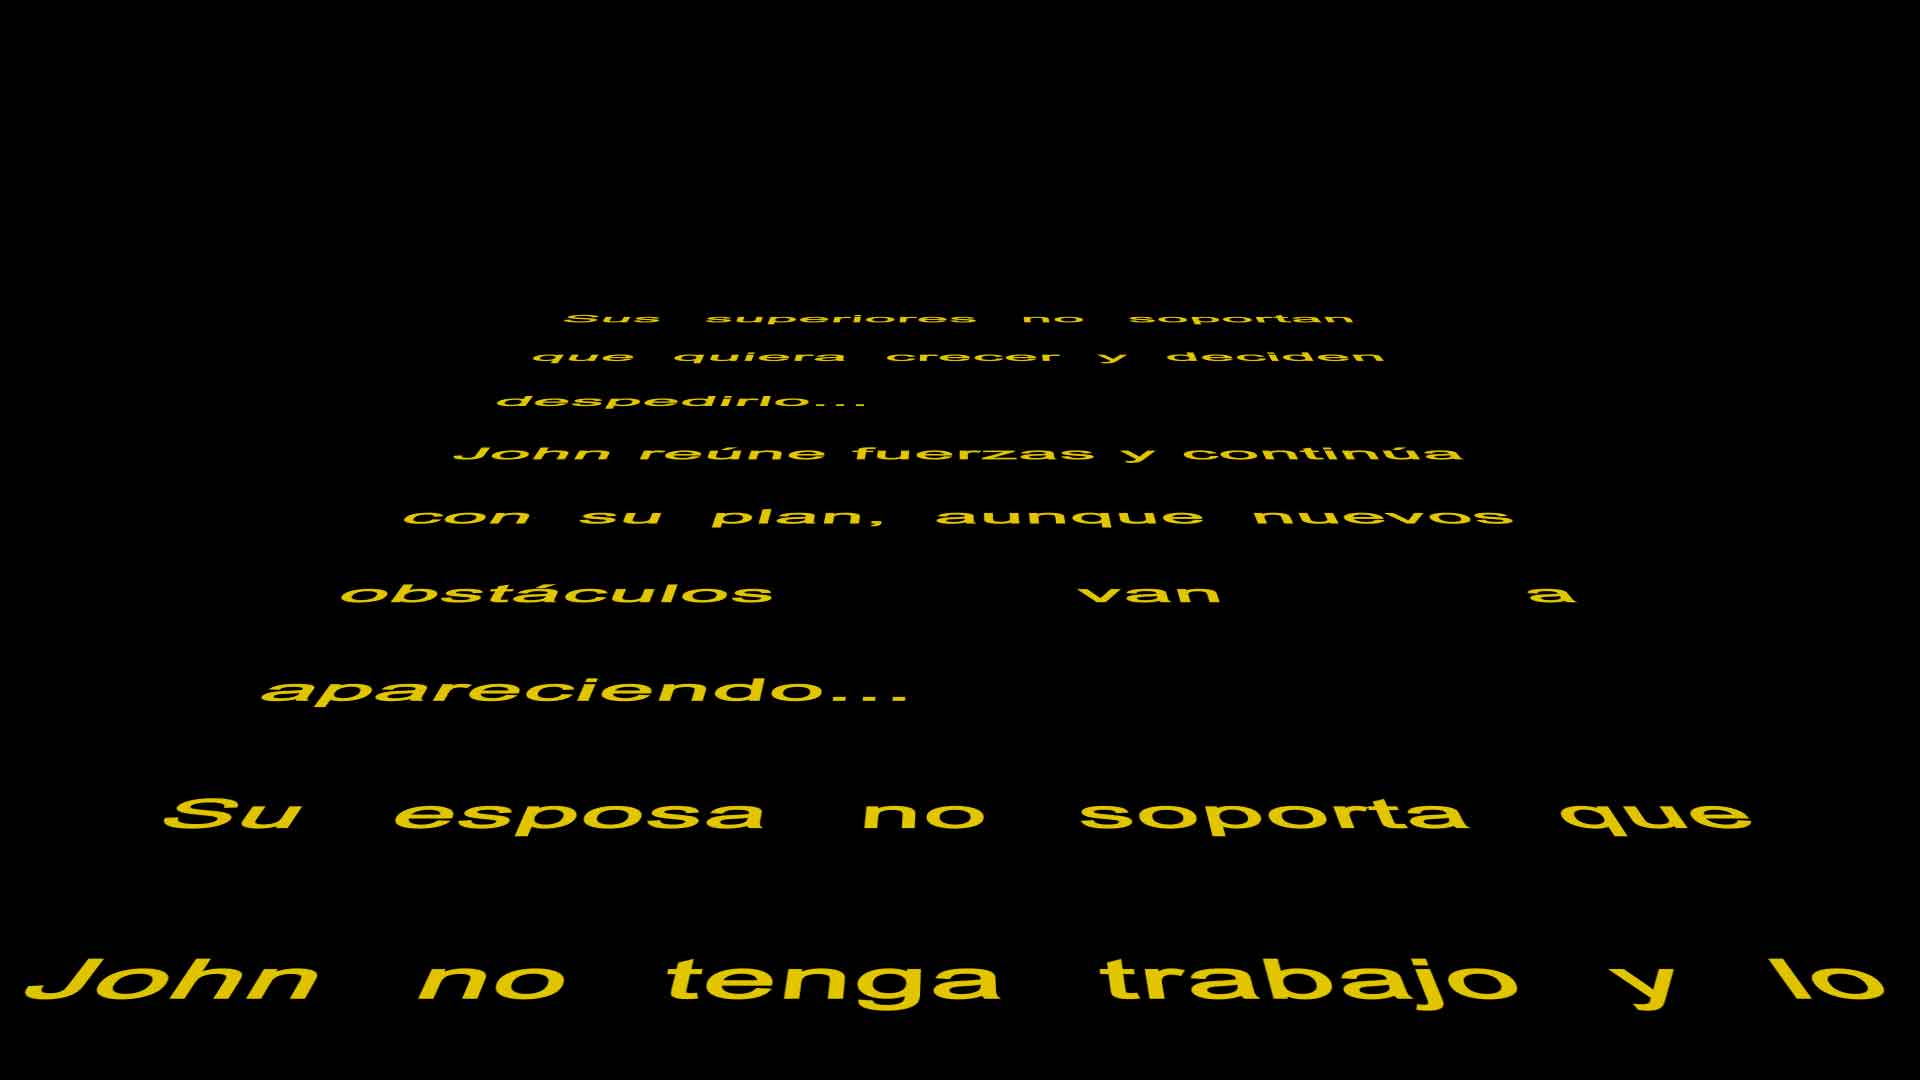 Sus superiores no soportan
que quiera crecer y deciden
despedirlo...
John reúne fuerzas y continúa
con su plan, aunque nuevos
obstáculos van a
apareciendo...
Su esposa no soporta que
John no tenga trabajo y lo